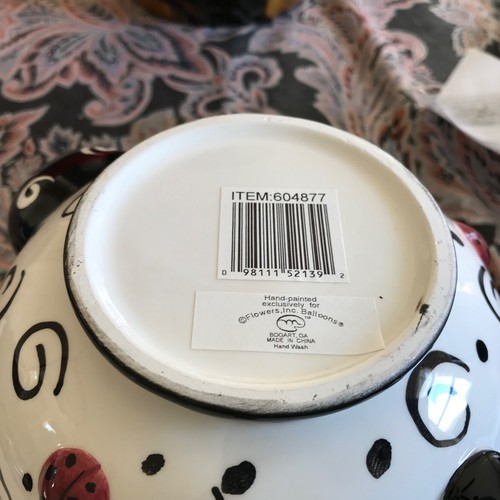 ITEM:604877
0 98111 52139 2
Hand-painted
exclusively for
©Flowers, Inc. Balloons®
™
BOGART, GA
MADE IN CHINA
Hand Wash